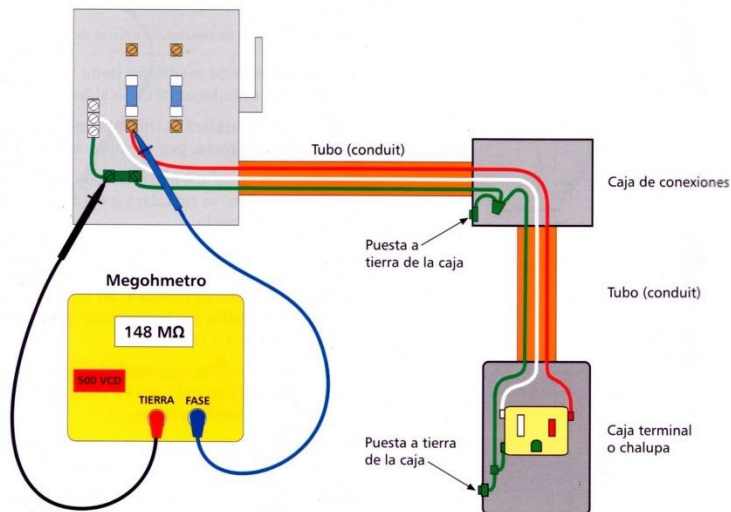 Tubo (conduit)
Caja de conexiones
Puesta a
tierra de la caja
Megohmetro
148 MΩ
500 VCD
TIERRA FASE
Tubo (conduit)
Puesta a tierra
de la caja
Caja terminal
o chalupa